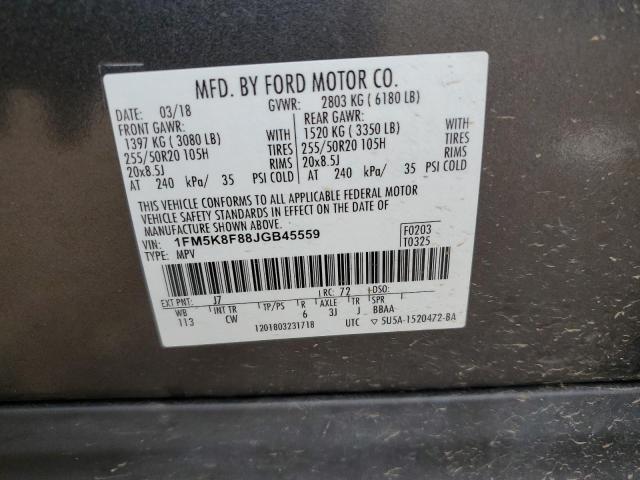 MFD. BY FORD MOTOR CO.
DATE: 03/18 GVWR: 2803 KG ( 6180 LB)
FRONT GAWR: REAR GAWR:
1397 KG ( 3080 LB) WITH 1520 KG ( 3350 LB) WITH
255/50R20 105H TIRES 255/50R20 105H TIRES
20x8.5J RIMS 20x8.5J RIMS
AT 240 kPa/ 35 PSI COLD AT 240 kPa/ 35 PSI COLD
THIS VEHICLE CONFORMS TO ALL APPLICABLE FEDERAL MOTOR
VEHICLE SAFETY STANDARDS IN EFFECT ON THE DATE OF
MANUFACTURE SHOWN ABOVE.
VIN: 1FM5K8F88JGB45559 F0203
TYPE: MPV T0325
EXT PNT: J7 RC: 72 DSO:
WB INT TR TP/PS R AXLE TR SPR
113 CW 6 3J J BBAA
1201803231718 UTC ▽5U5A-1520472-BA